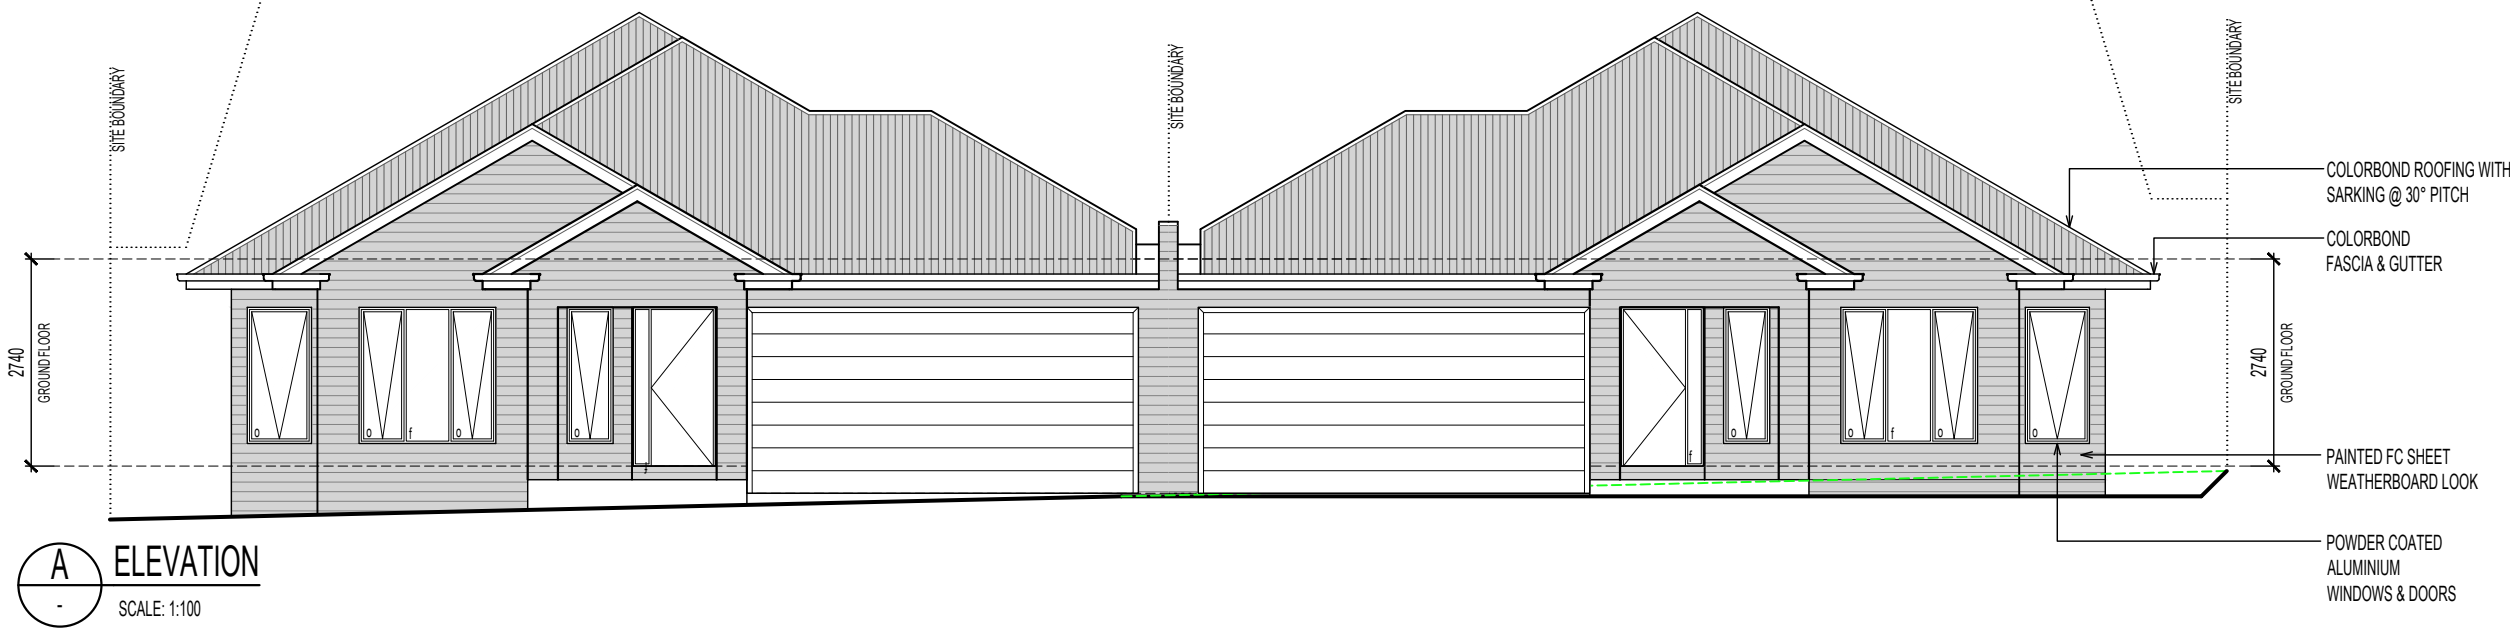 SITE BOUNDARY
SITE BOUNDARY
SITE BOUNDARY
COLORBOND ROOFING WITH
SARKING @ 30° PITCH
COLORBOND
FASCIA & GUTTER
2740
GROUND FLOOR
2740
GROUND FLOOR
o
o
f
o
o
f
f
o
o
f
o
o
PAINTED FC SHEET
WEATHERBOARD LOOK
POWDER COATED
ALUMINIUM
WINDOWS & DOORS
A
-
ELEVATION
SCALE: 1:100